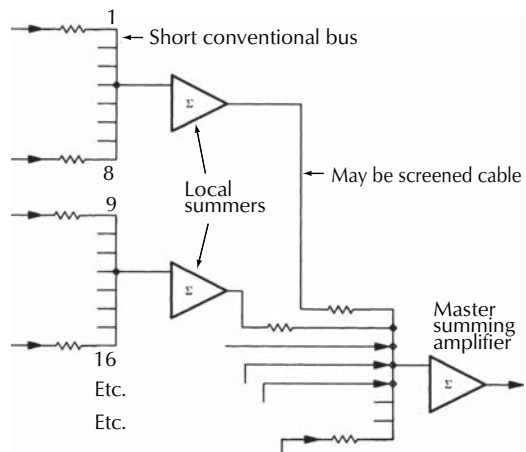 1
Short conventional bus
Σ
8
Local
summers
May be screened cable
9
Σ
Master
summing
amplifier
Σ
16
Etc.
Etc.